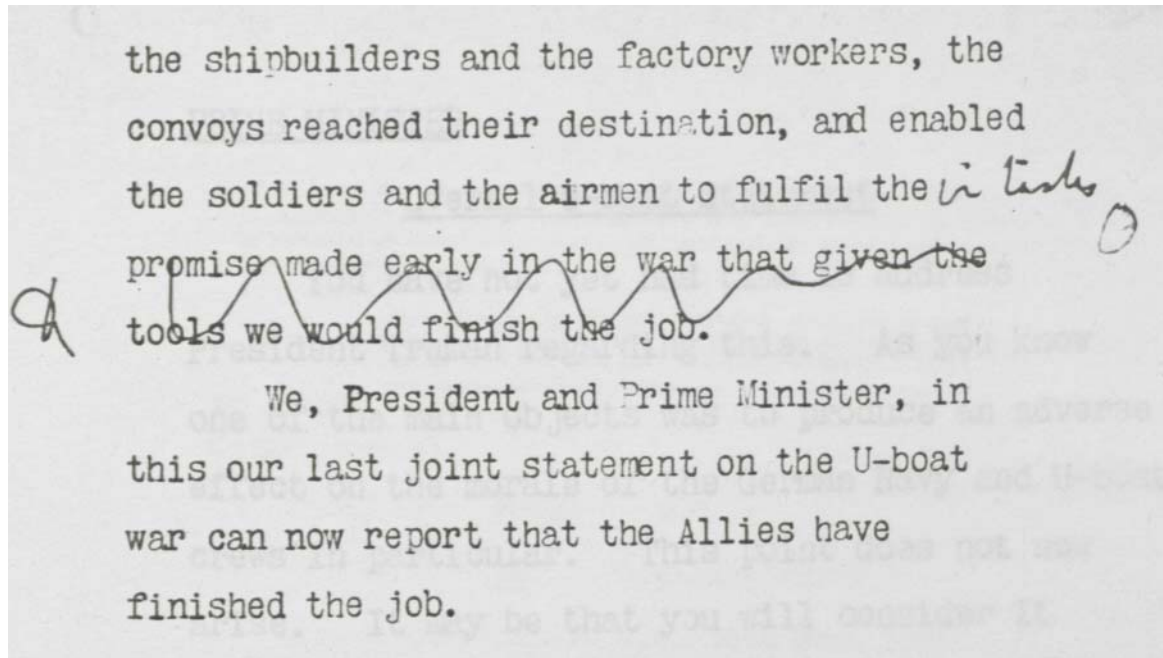 the shipbuilders and the factory workers, the
convoys reached their destination, and enabled
the soldiers and the airmen to fulfil their tasks
promise made early in the war that given the
tools we would finish the job.
We, President and Prime Minister, in
this our last joint statement on the U-boat
war can now report that the Allies have
finished the job.